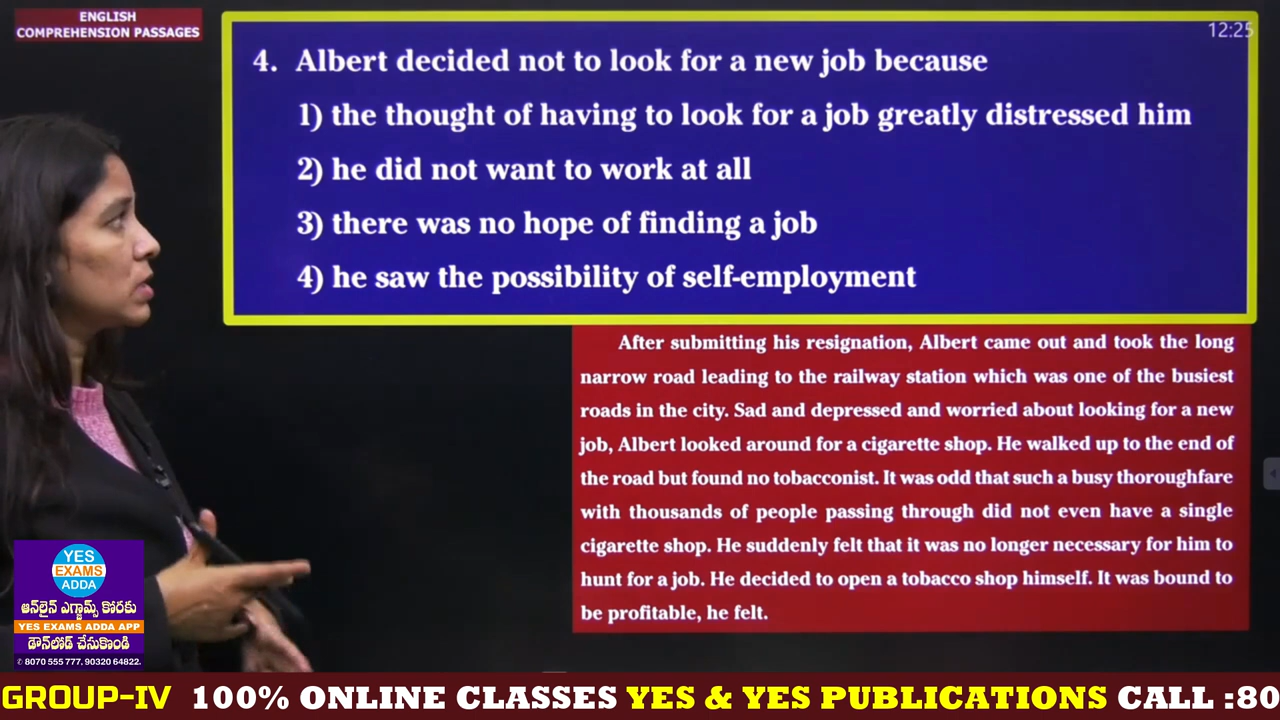 ENGLISH
COMPREHENSION PASSAGES
12:25
4. Albert decided not to look for a new job because
1) the thought of having to look for a job greatly distressed him
2) he did not want to work at all
3) there was no hope of finding a job
4) he saw the possibility of self-employment
After submitting his resignation, Albert came out and took the long
narrow road leading to the railway station which was one of the busiest
roads in the city. Sad and depressed and worried about looking for a new
job, Albert looked around for a cigarette shop. He walked up to the end of
the road but found no tobacconist. It was odd that such a busy thoroughfare
with thousands of people passing through did not even have a single
cigarette shop. He suddenly felt that it was no longer necessary for him to
hunt for a job. He decided to open a tobacco shop himself. It was bound to
be profitable, he felt.
YES
EXAMS
ADDA
ఆన్‌లైన్ ఎగ్జామ్స్ కొరకు
YES EXAMS ADDA APP
డౌన్‌లోడ్ చేసుకొండి
✆ 8070 555 777, 90320 64822.
GROUP-IV 100% ONLINE CLASSES YES & YES PUBLICATIONS CALL :80